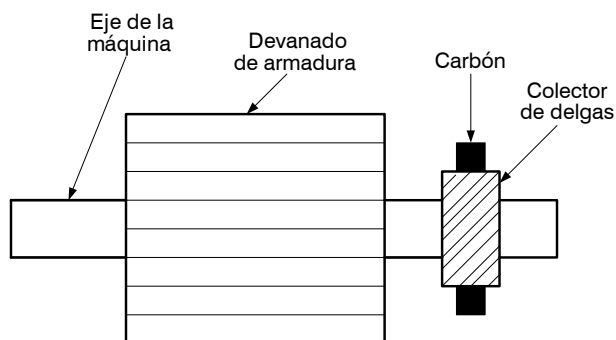 Eje de la
máquina
Devanado
de armadura
Carbón
Colector
de delgas